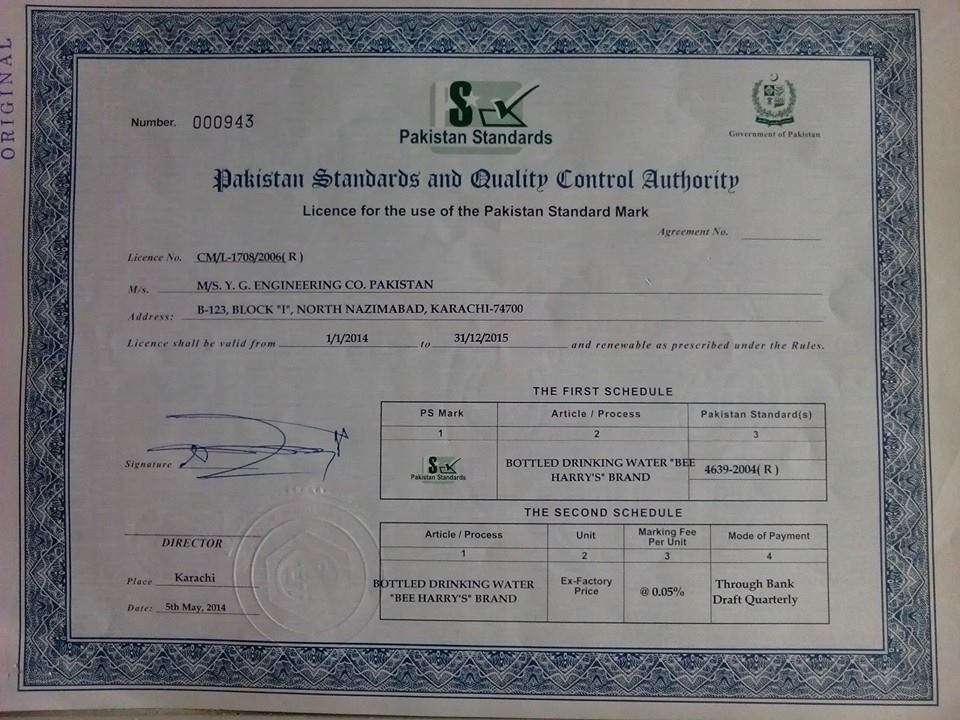 ORIGINAL
Number. 000943
Pakistan Standards
Government of Pakistan
Pakistan Standards and Quality Control Authority
Licence for the use of the Pakistan Standard Mark
Agreement No.
Licence No. CM/L-1708/2006( R )
M/s. M/S. Y. G. ENGINEERING CO. PAKISTAN
Address: B-123, BLOCK "I", NORTH NAZIMABAD, KARACHI-74700
Licence shall be valid from 1/1/2014 to 31/12/2015 and renewable as prescribed under the Rules.
THE FIRST SCHEDULE
PS Mark Article / Process Pakistan Standard(s)
1 2 3
Pakistan Standards
BOTTLED DRINKING WATER "BEE
HARRY'S" BRAND
4639-2004( R )
Signature
THE SECOND SCHEDULE
Article / Process Unit Marking Fee
Per Unit Mode of Payment
1 2 3 4
BOTTLED DRINKING WATER
"BEE HARRY'S" BRAND
Ex-Factory
Price
@ 0.05%
Through Bank
Draft Quarterly
DIRECTOR
Place Karachi
Date: 5th May, 2014